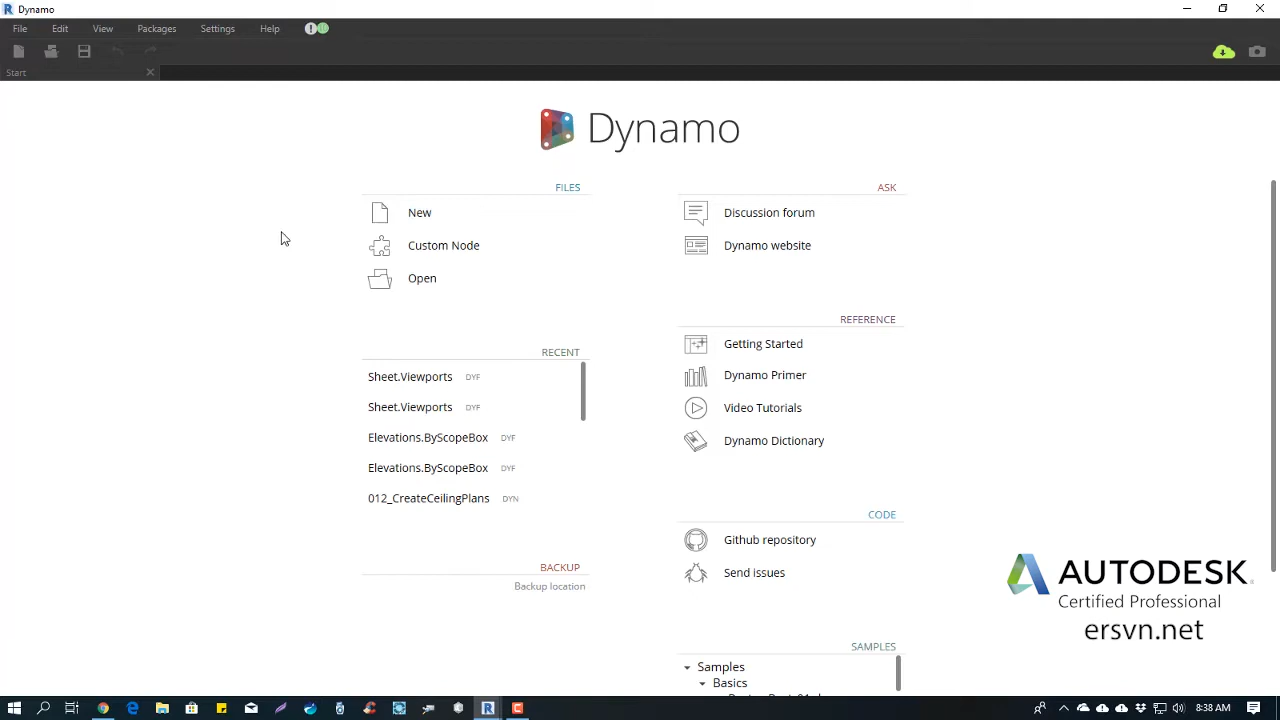 Dynamo
File Edit View Packages Settings Help
Start
Dynamo
FILES
New
Custom Node
Open
RECENT
Sheet.Viewports DYF
Sheet.Viewports DYF
Elevations.ByScopeBox DYF
Elevations.ByScopeBox DYF
012_CreateCeilingPlans DYN
BACKUP
Backup location
ASK
Discussion forum
Dynamo website
REFERENCE
Getting Started
Dynamo Primer
Video Tutorials
Dynamo Dictionary
CODE
Github repository
Send issues
SAMPLES
Samples
Basics
AUTODESK.
Certified Professional
ersvn.net
8:38 AM